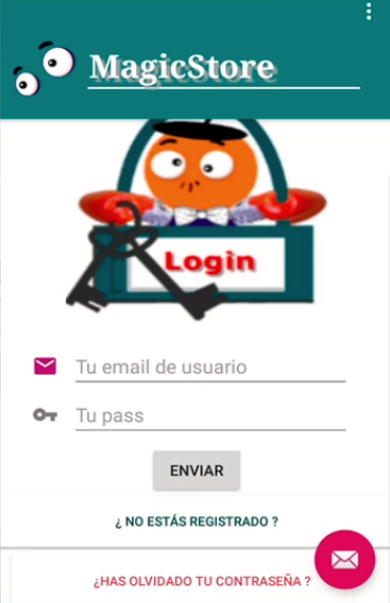 MagicStore
Login
Tu email de usuario
Tu pass
ENVIAR
¿ NO ESTÁS REGISTRADO ?
¿HAS OLVIDADO TU CONTRASEÑA ?